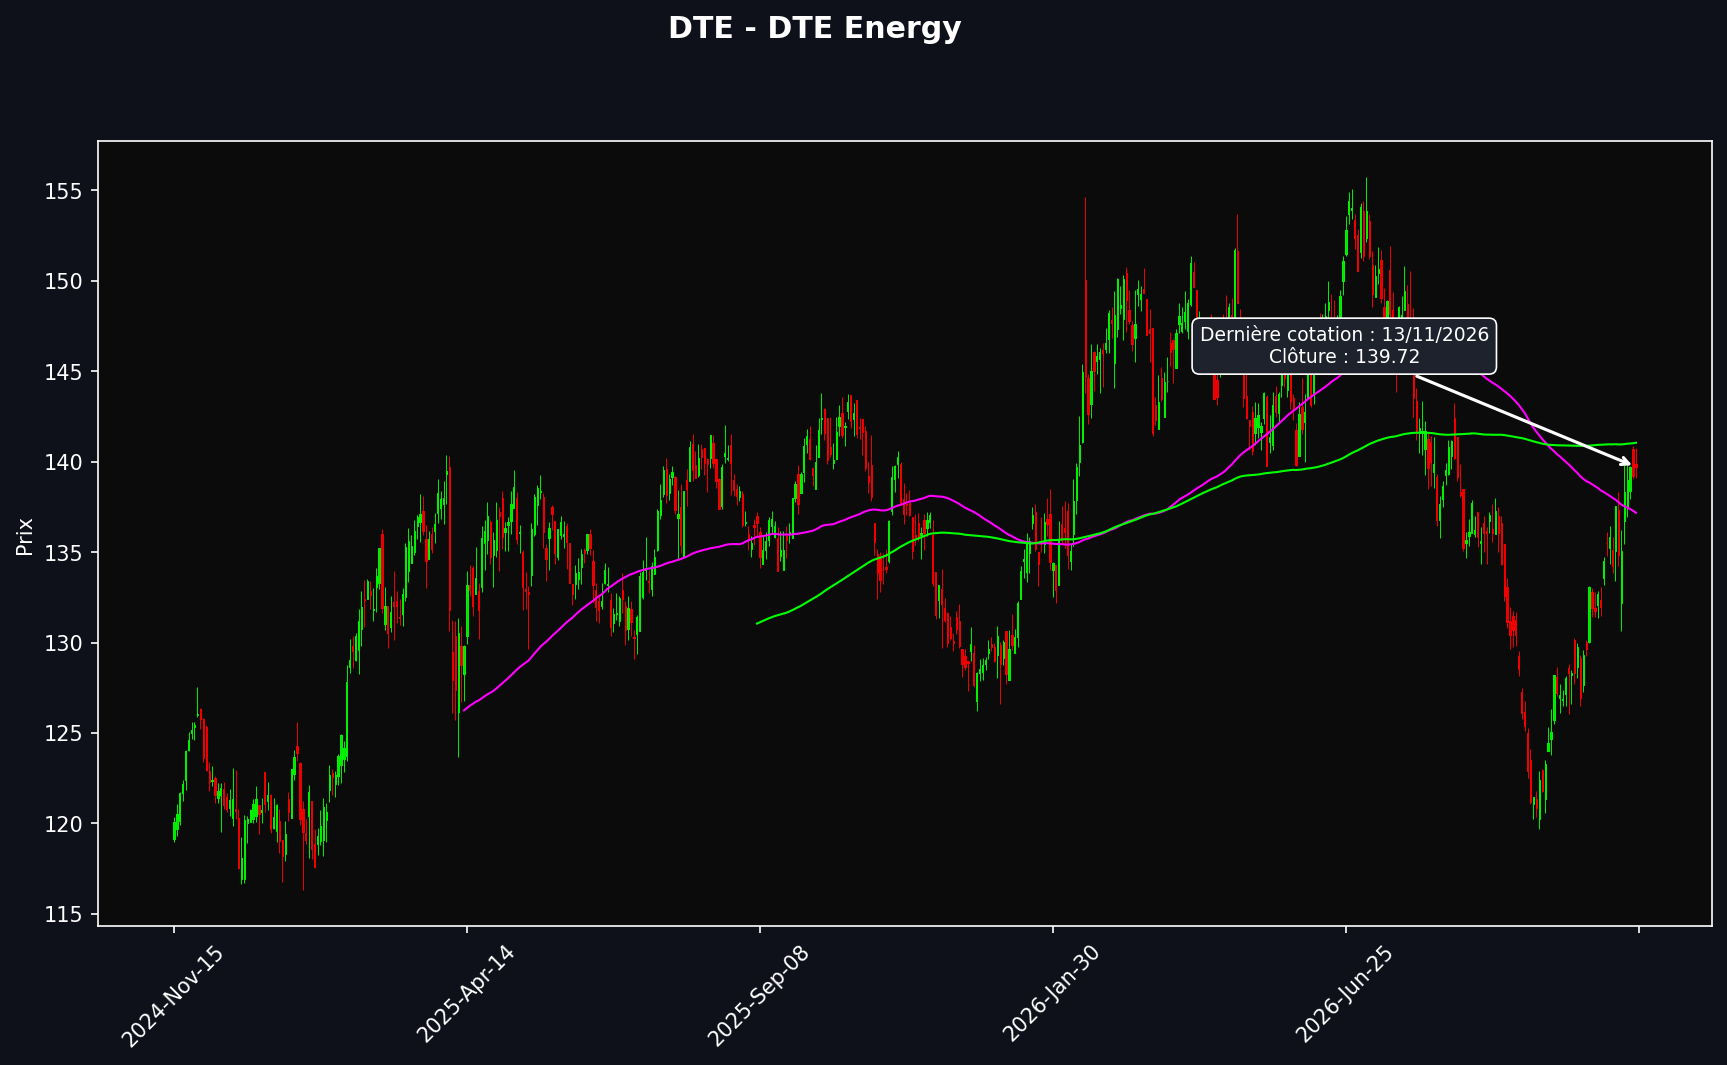 DTE - DTE Energy
155
150
145
140
135
130
125
120
115
Prix
Dernière cotation : 13/11/2026
Clôture : 139.72
2024-Nov-15
2025-Apr-14
2025-Sep-08
2026-Jan-30
2026-Jun-25